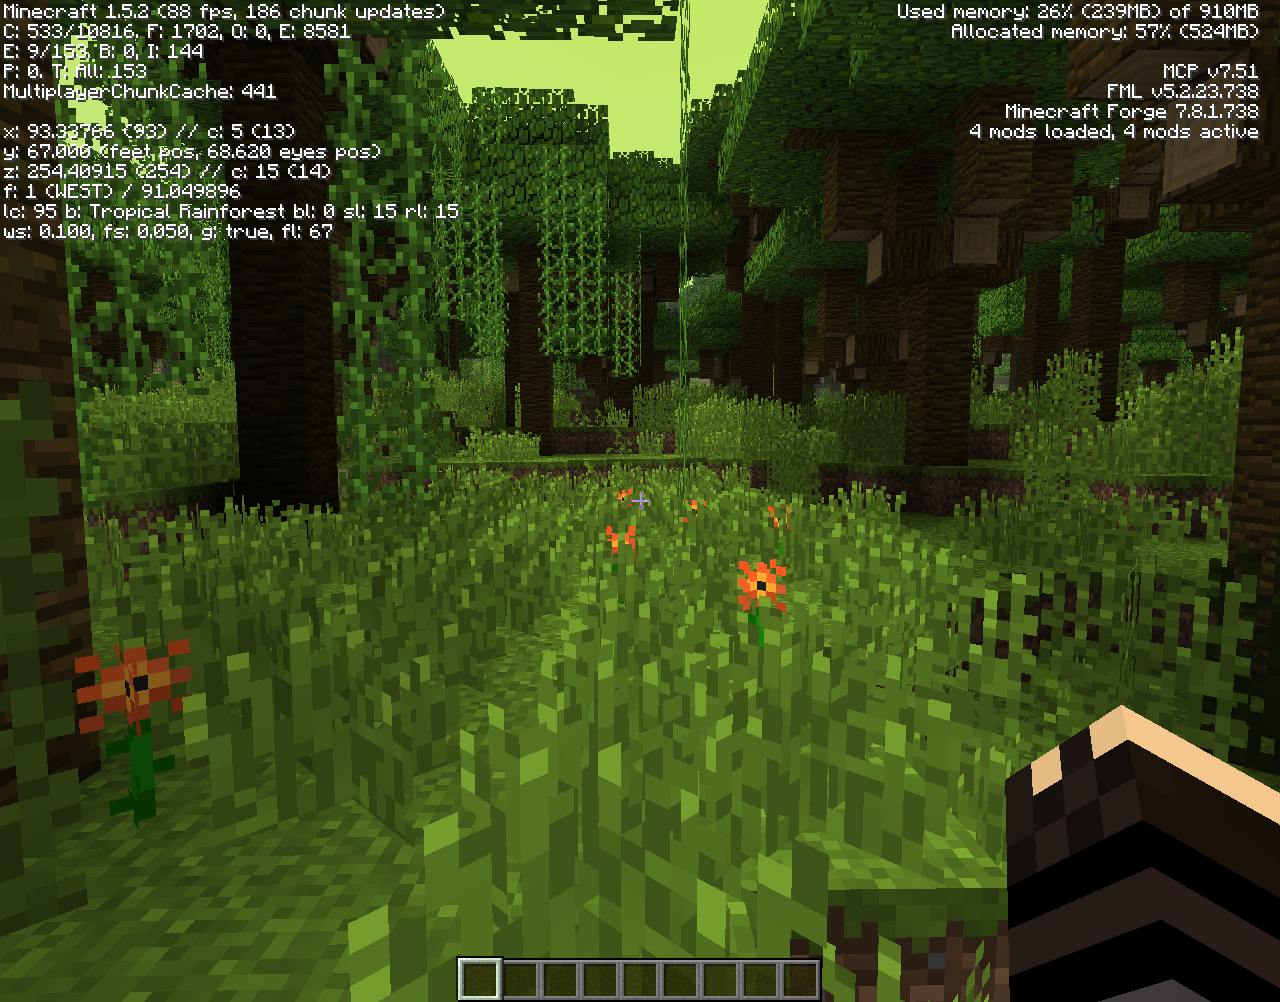 Minecraft 1.5.2 (88 fps, 186 chunk updates)
C: 533/10816, F: 1702, O: 0, E: 8581
E: 9/153, B: 0, I: 144
P: 0, T: All: 153
MultiplayerChunkCache: 441
x: 93.32766 (93) // c: 5 (13)
y: 67.000 (feet pos, 68.620 eyes pos)
z: 254.40915 (254) // c: 15 (14)
f: 1 (WEST) / 91.049896
lc: 95 b: Tropical Rainforest bl: 0 sl: 15 rl: 15
ws: 0.100, fs: 0.050, g: true, fl: 67
Used memory: 26% (239MB) of 910MB
Allocated memory: 57% (524MB)
MCP v7.51
FML v5.2.23.738
Minecraft Forge 7.8.1.738
4 mods loaded, 4 mods active